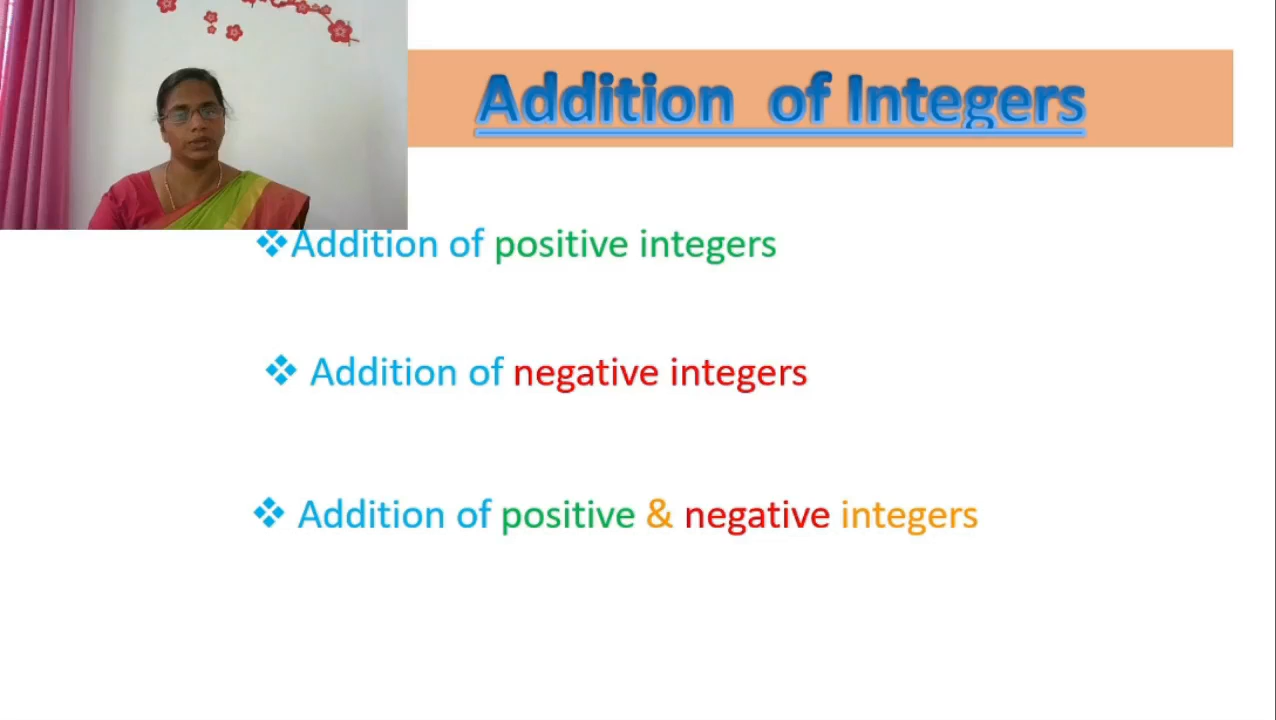 Addition of Integers
❖Addition of positive integers
❖ Addition of negative integers
❖ Addition of positive & negative integers